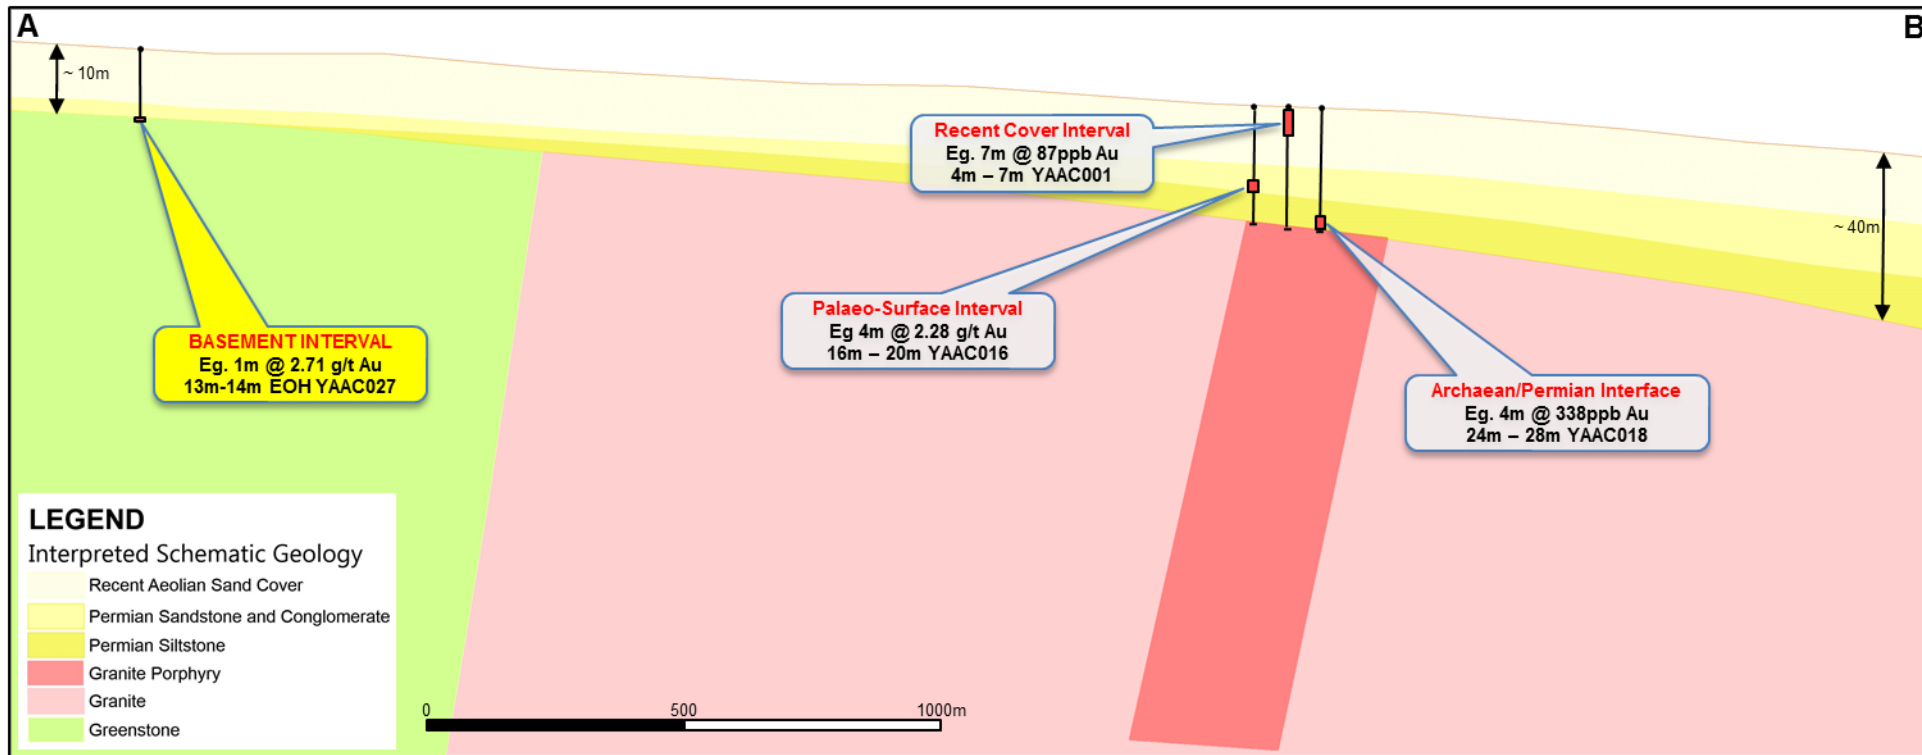 A
B
~ 10m
Recent Cover Interval
Eg. 7m @ 87ppb Au
4m – 7m YAAC001
~ 40m
Palaeo-Surface Interval
Eg 4m @ 2.28 g/t Au
16m – 20m YAAC016
BASEMENT INTERVAL
Eg. 1m @ 2.71 g/t Au
13m-14m EOH YAAC027
Archaean/Permian Interface
Eg. 4m @ 338ppb Au
24m – 28m YAAC018
LEGEND
Interpreted Schematic Geology
Recent Aeolian Sand Cover
Permian Sandstone and Conglomerate
Permian Siltstone
Granite Porphyry
Granite
Greenstone
0 500 1000m